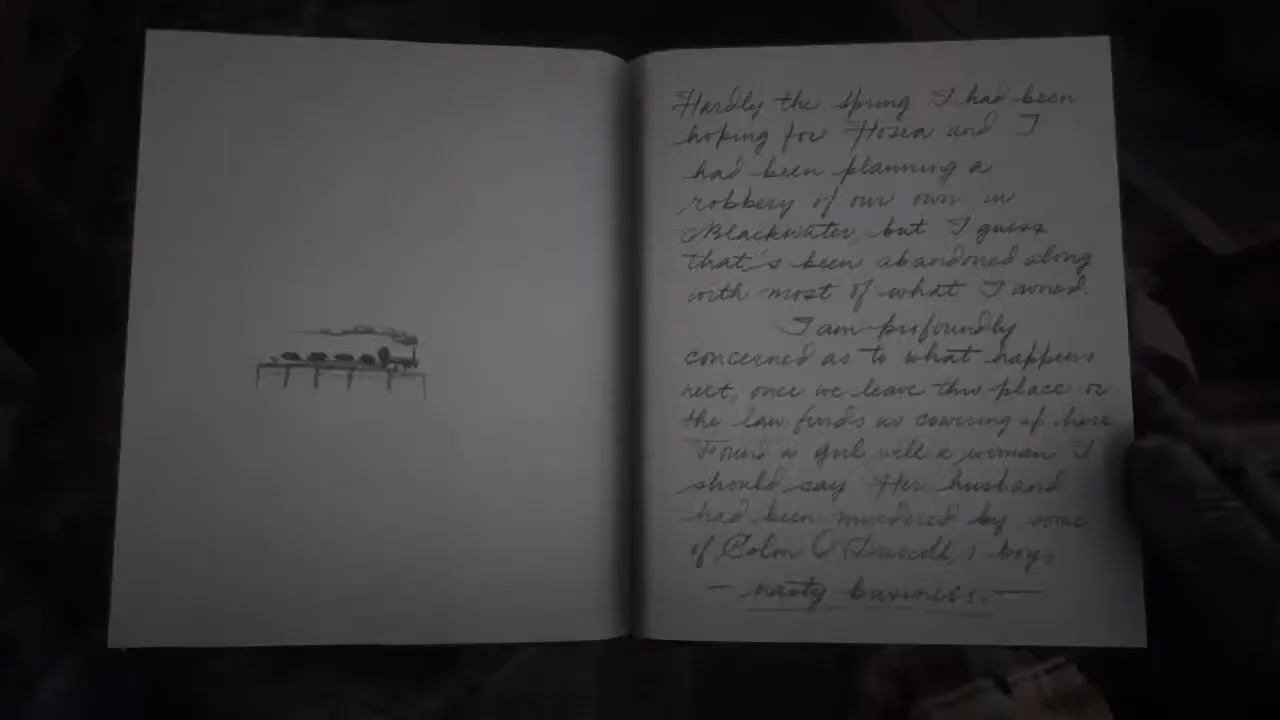 Hardly the spring I had been
hoping for Hosea and I
had been planning a
robbery of our own in
Blackwater, but I guess
that's been abandoned along
with most of what I owned.
I am profoundly
concerned as to what happens
next, once we leave this place or
the law finds us cowering up here
Found a girl well a woman I
should say Her husband
had been murdered by some
of Colm O'Driscoll's boys
— nasty business. —